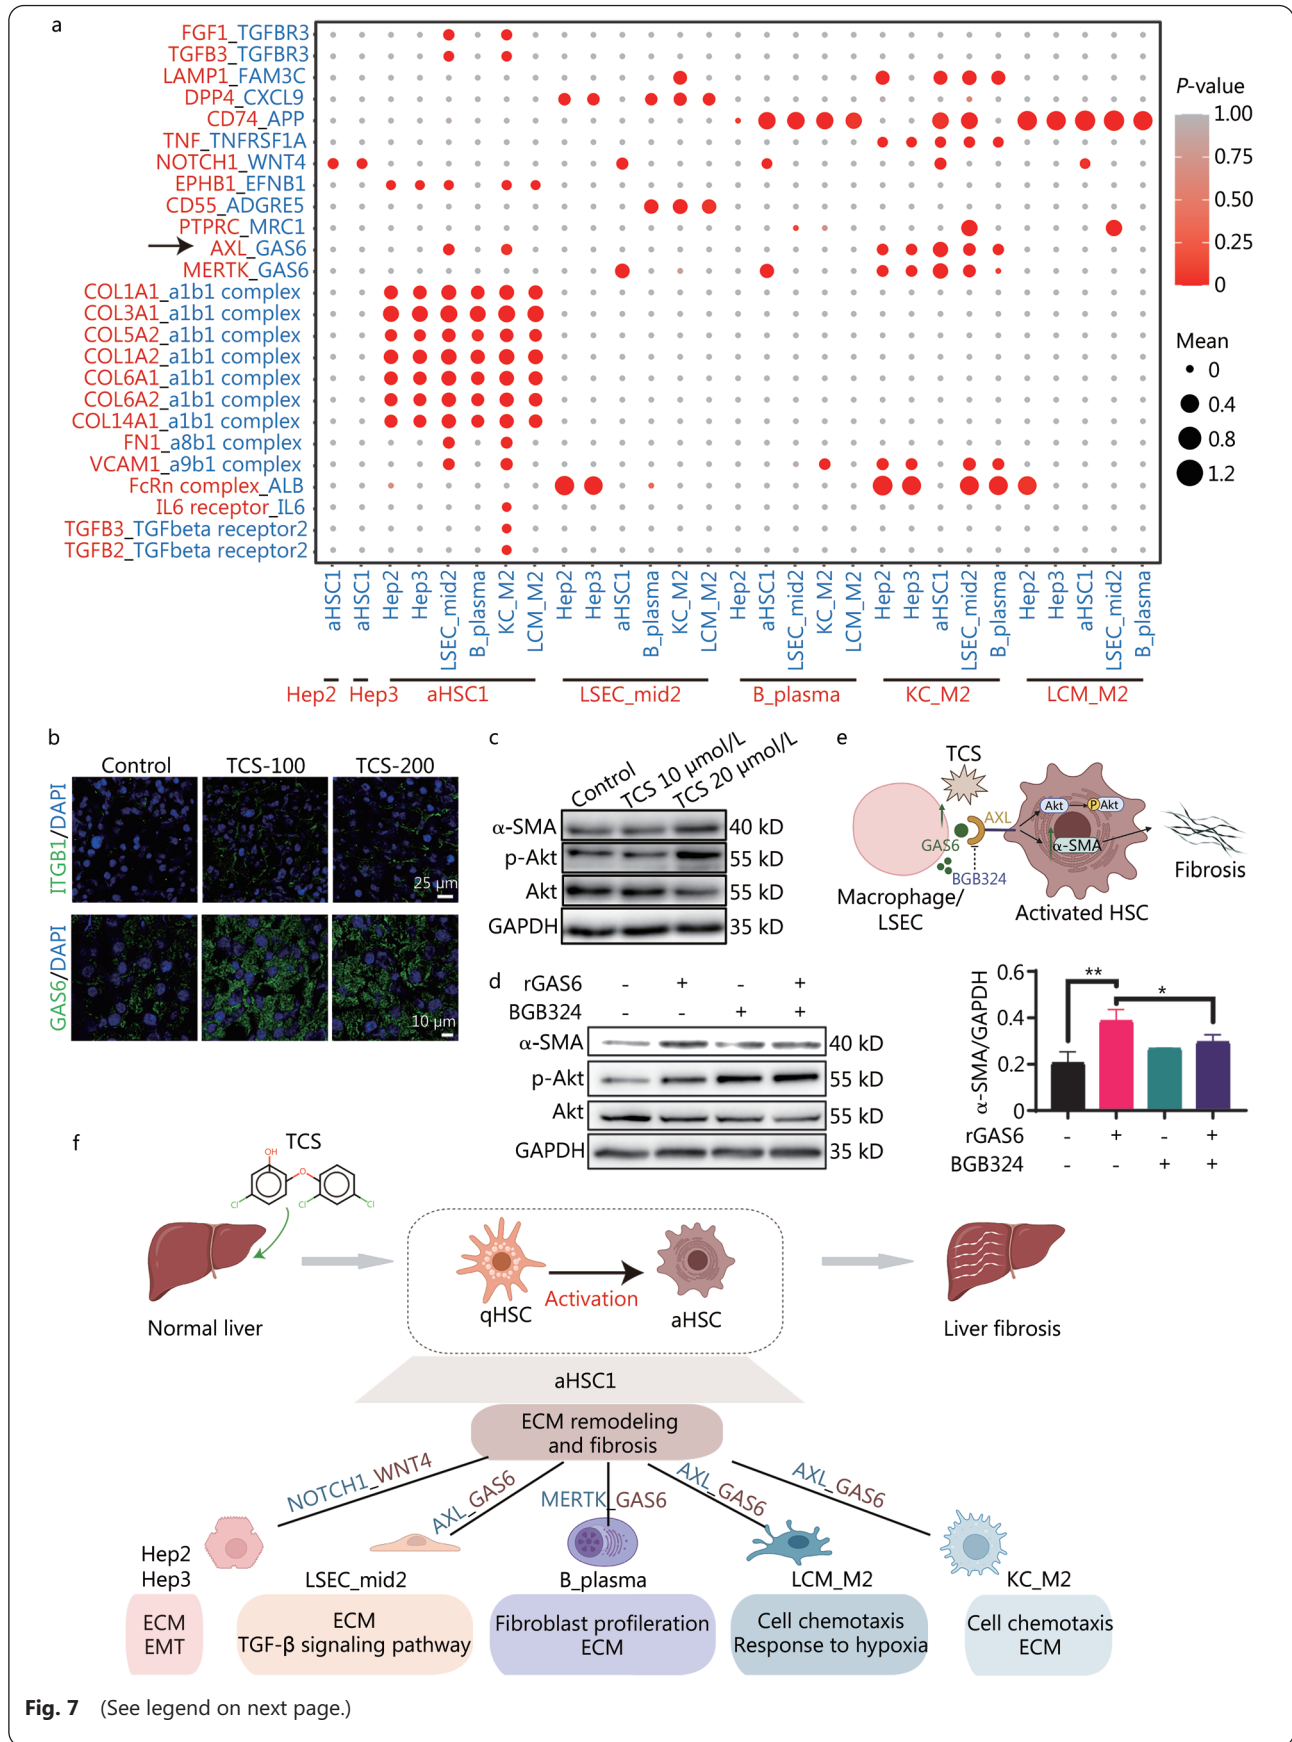 a
FGF1_TGFBR3
TGFB3_TGFBR3
LAMP1_FAM3C
DPP4_CXCL9
CD74_APP
TNF_TNFRSF1A
NOTCH1_WNT4
EPHB1_EFNB1
CD55_ADGRE5
PTPRC_MRC1
AXL_GAS6
MERTK_GAS6
COL1A1_a1b1 complex
COL3A1_a1b1 complex
COL5A2_a1b1 complex
COL1A2_a1b1 complex
COL6A1_a1b1 complex
COL6A2_a1b1 complex
COL14A1_a1b1 complex
FN1_a8b1 complex
VCAM1_a9b1 complex
FcRn complex_ALB
IL6 receptor_IL6
TGFB3_TGFbeta receptor2
TGFB2_TGFbeta receptor2
P-value
1.00
0.75
0.50
0.25
0
Mean
0
0.4
0.8
1.2
aHSC1 aHSC1 Hep2 Hep3 LSEC_mid2 B_plasma KC_M2 LCM_M2 Hep2 Hep3 aHSC1 B_plasma KC_M2 LCM_M2 Hep2 aHSC1 LSEC_mid2 KC_M2 LCM_M2 Hep2 Hep3 aHSC1 LSEC_mid2 B_plasma Hep2 Hep3 aHSC1 LSEC_mid2 B_plasma
Hep2 Hep3 aHSC1 LSEC_mid2 B_plasma KC_M2 LCM_M2
b
Control TCS-100 TCS-200
ITGB1/DAPI
25 µm
GAS6/DAPI
10 µm
c
Control TCS 10 µmol/L TCS 20 µmol/L
α-SMA 40 kD
p-Akt 55 kD
Akt 55 kD
GAPDH 35 kD
e
TCS
AXL
GAS6
BGB324
Akt P Akt
α-SMA
Macrophage/
LSEC
Activated HSC
Fibrosis
d
rGAS6 - + - +
BGB324 - - + +
α-SMA 40 kD
p-Akt 55 kD
Akt 55 kD
GAPDH 35 kD
α-SMA/GAPDH
0.6
0.4
0.2
0
**
*
rGAS6 - + - +
BGB324 - - + +
f
TCS
OH
O
Cl Cl Cl
Normal liver
qHSC
Activation
aHSC
Liver fibrosis
aHSC1
ECM remodeling
and fibrosis
NOTCH1_WNT4
AXL_GAS6
MERTK_GAS6
AXL_GAS6
AXL_GAS6
Hep2
Hep3
LSEC_mid2
B_plasma
LCM_M2
KC_M2
ECM
EMT
ECM
TGF-β signaling pathway
Fibroblast profileration
ECM
Cell chemotaxis
Response to hypoxia
Cell chemotaxis
ECM
Fig. 7 (See legend on next page.)